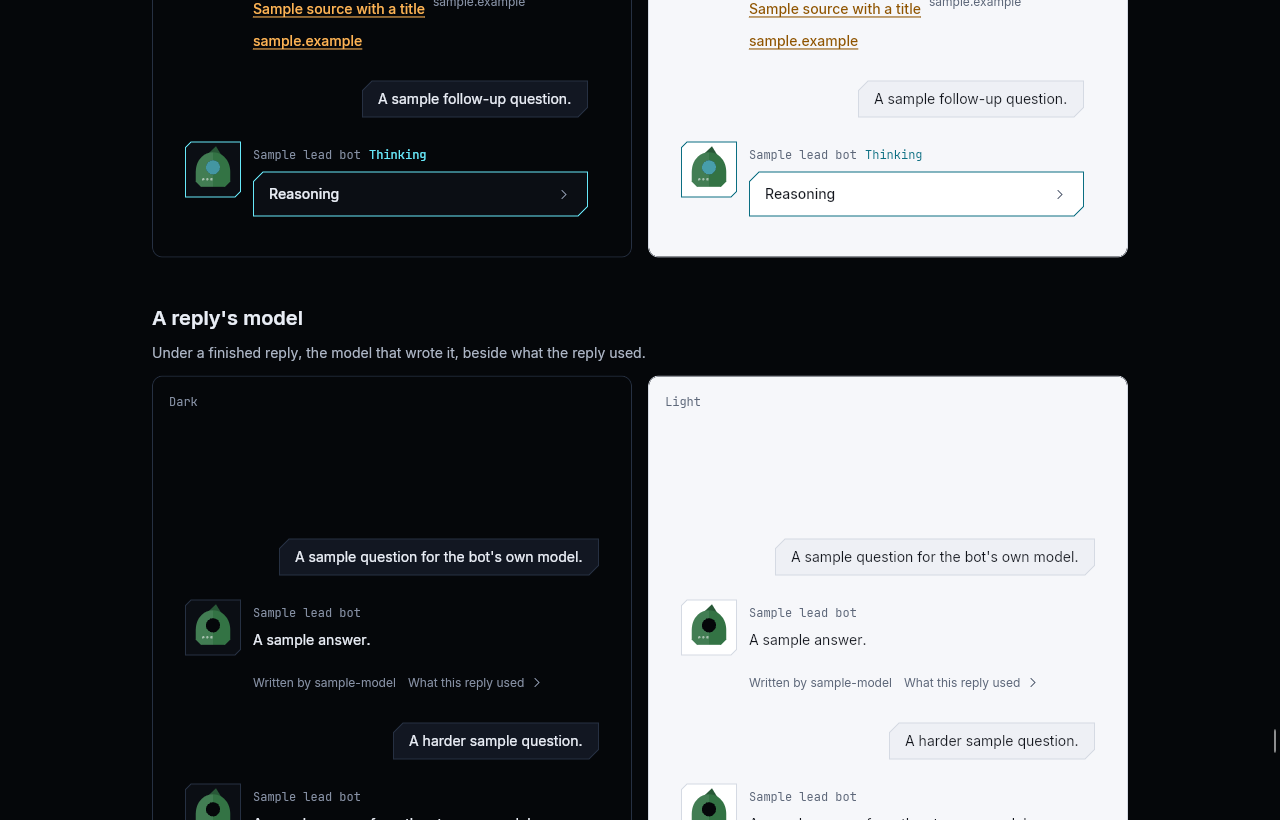 Sample source with a title sample.example
sample.example
A sample follow-up question.
Sample lead bot Thinking
Reasoning
Sample source with a title sample.example
sample.example
A sample follow-up question.
Sample lead bot Thinking
Reasoning
A reply's model
Under a finished reply, the model that wrote it, beside what the reply used.
Dark
A sample question for the bot's own model.
Sample lead bot
A sample answer.
Written by sample-model What this reply used
A harder sample question.
Sample lead bot
Light
A sample question for the bot's own model.
Sample lead bot
A sample answer.
Written by sample-model What this reply used
A harder sample question.
Sample lead bot